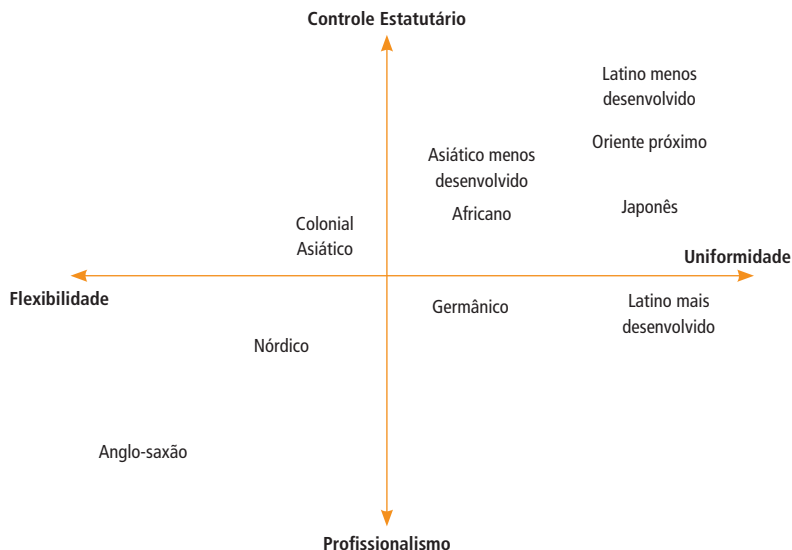 Controle Estatutário
Latino menos
desenvolvido
Oriente próximo
Asiático menos
desenvolvido
Africano
Japonês
Colonial
Asiático
Uniformidade
Flexibilidade
Germânico
Latino mais
desenvolvido
Nórdico
Anglo-saxão
Profissionalismo